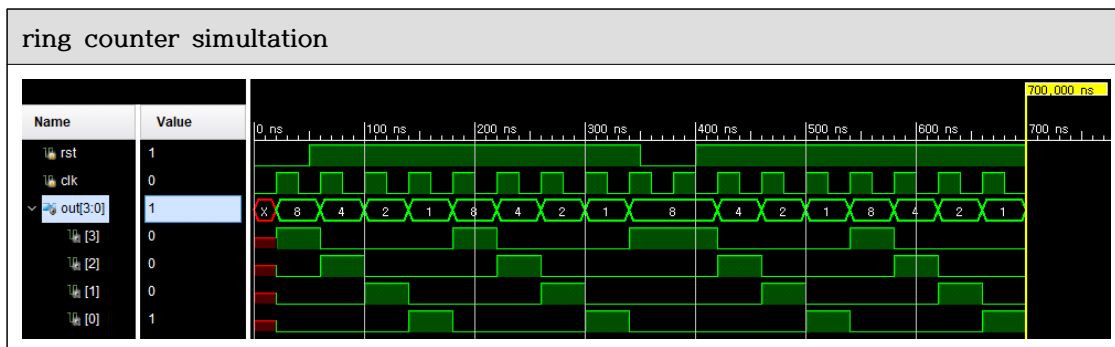 ring counter simultation
700,000 ns
Name Value 0 ns 100 ns 200 ns 300 ns 400 ns 500 ns 600 ns 700 ns
rst 1
clk 0
out[3:0] 1 X 8 4 2 1 8 4 2 1 8 4 2 1 8 4 2 1
[3] 0
[2] 0
[1] 0
[0] 1